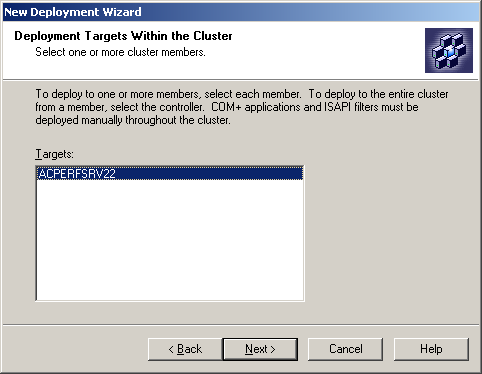 New Deployment Wizard
Deployment Targets Within the Cluster
Select one or more cluster members.
To deploy to one or more members, select each member. To deploy to the entire cluster
from a member, select the controller. COM+ applications and ISAPI filters must be
deployed manually throughout the cluster.
Targets:
ACPERFSRV22
< Back
Next >
Cancel
Help